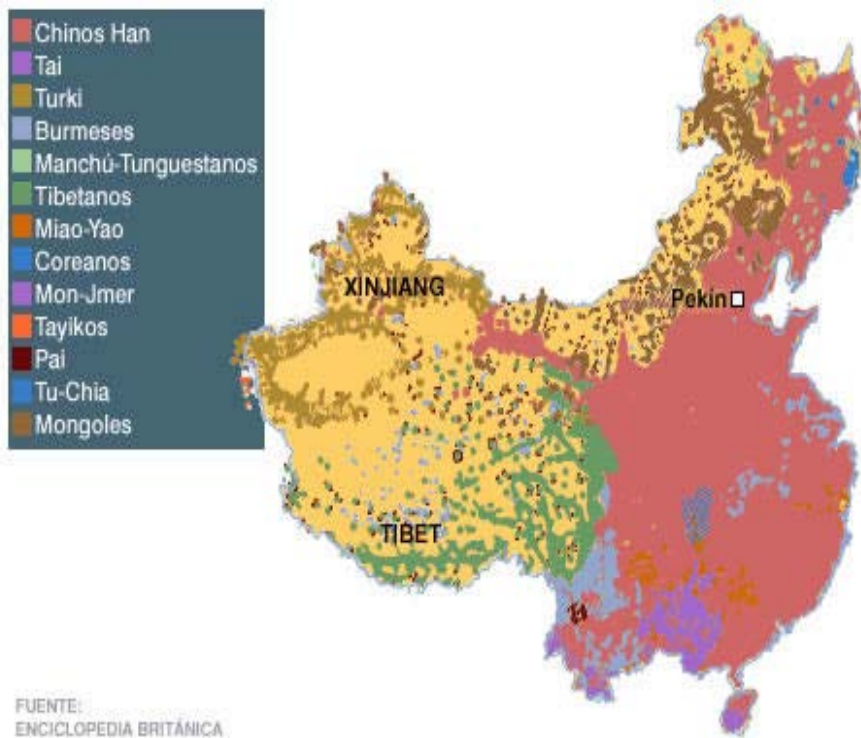 Chinos Han
Tai
Turki
Burmeses
Manchú-Tunguestanos
Tibetanos
Miao-Yao
Coreanos
Mon-Jmer
Tayikos
Pai
Tu-Chia
Mongoles
XINJIANG
Pekín
TIBET
FUENTE:
ENCICLOPEDIA BRITÁNICA